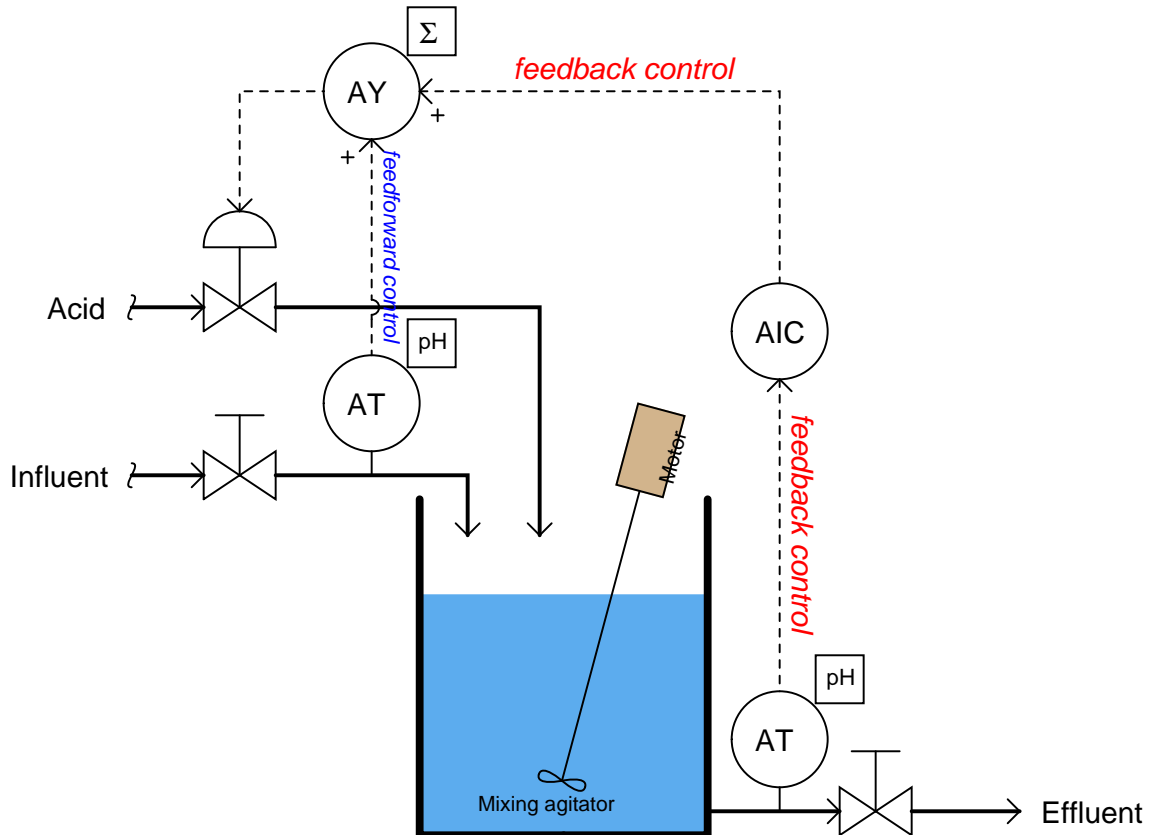 Σ
AY
feedback control
+
+
feedforward control
Acid
pH
AIC
AT
Motor
feedback control
Influent
pH
AT
Mixing agitator
Effluent